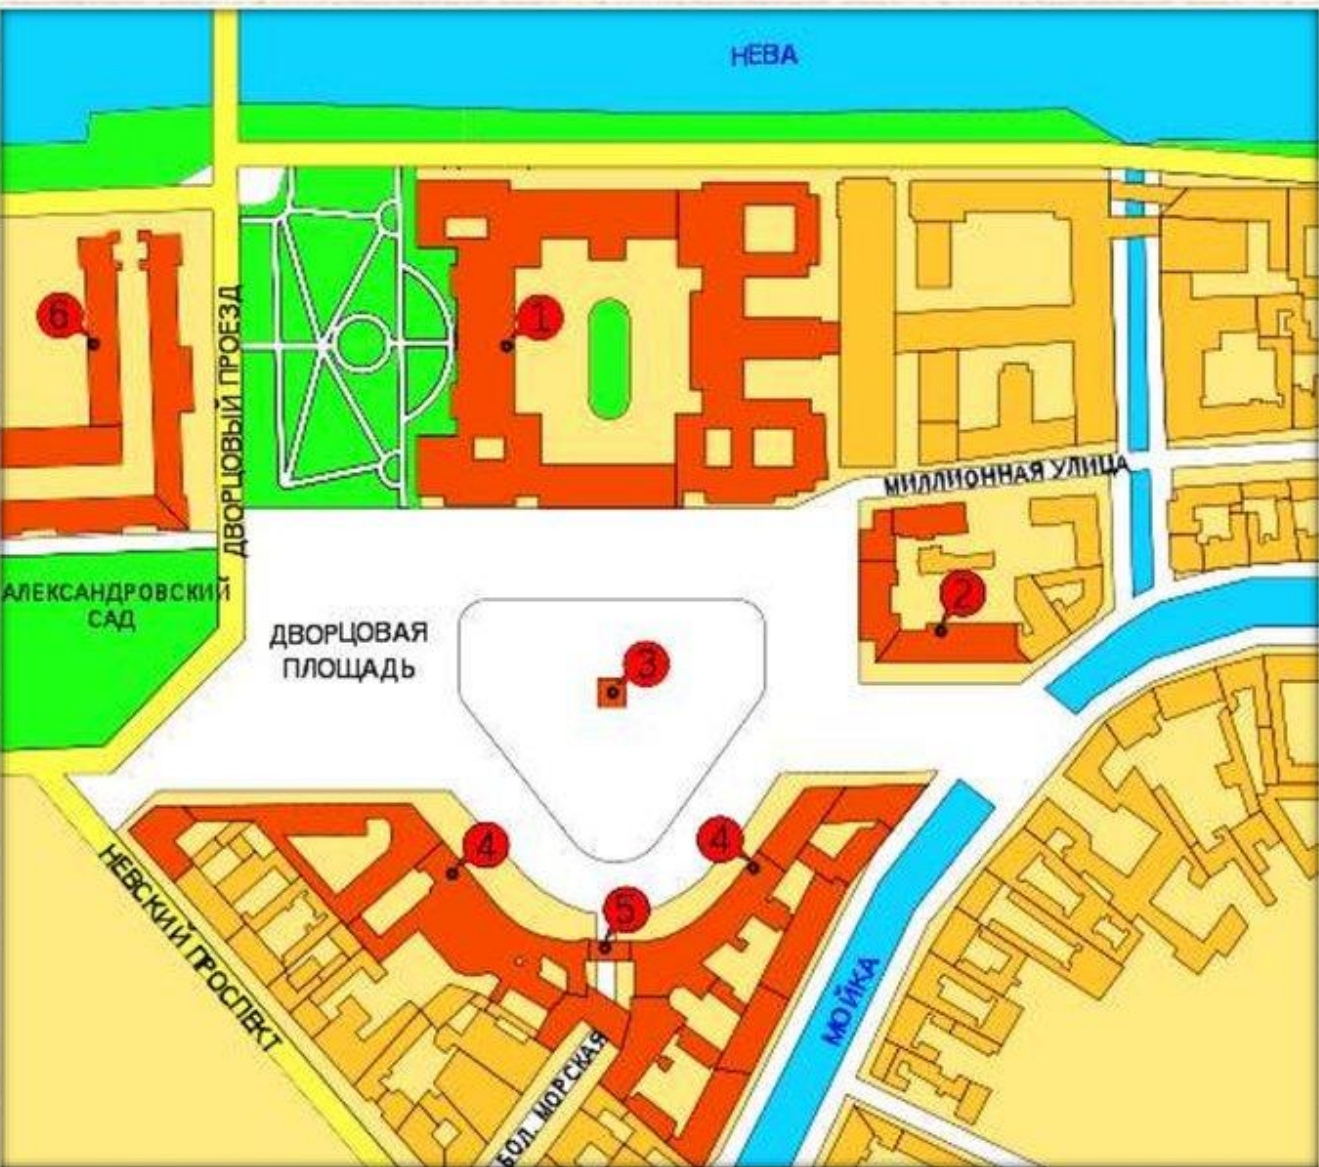 НЕВА
6
1
ДВОРЦОВЫЙ ПРОЕЗД
МИЛЛИОННАЯ УЛИЦА
АЛЕКСАНДРОВСКИЙ
САД
2
ДВОРЦОВАЯ
ПЛОЩАДЬ
3
4
4
5
НЕВСКИЙ ПРОСПЕКТ
МОЙКА
БОЛ. МОРСКАЯ